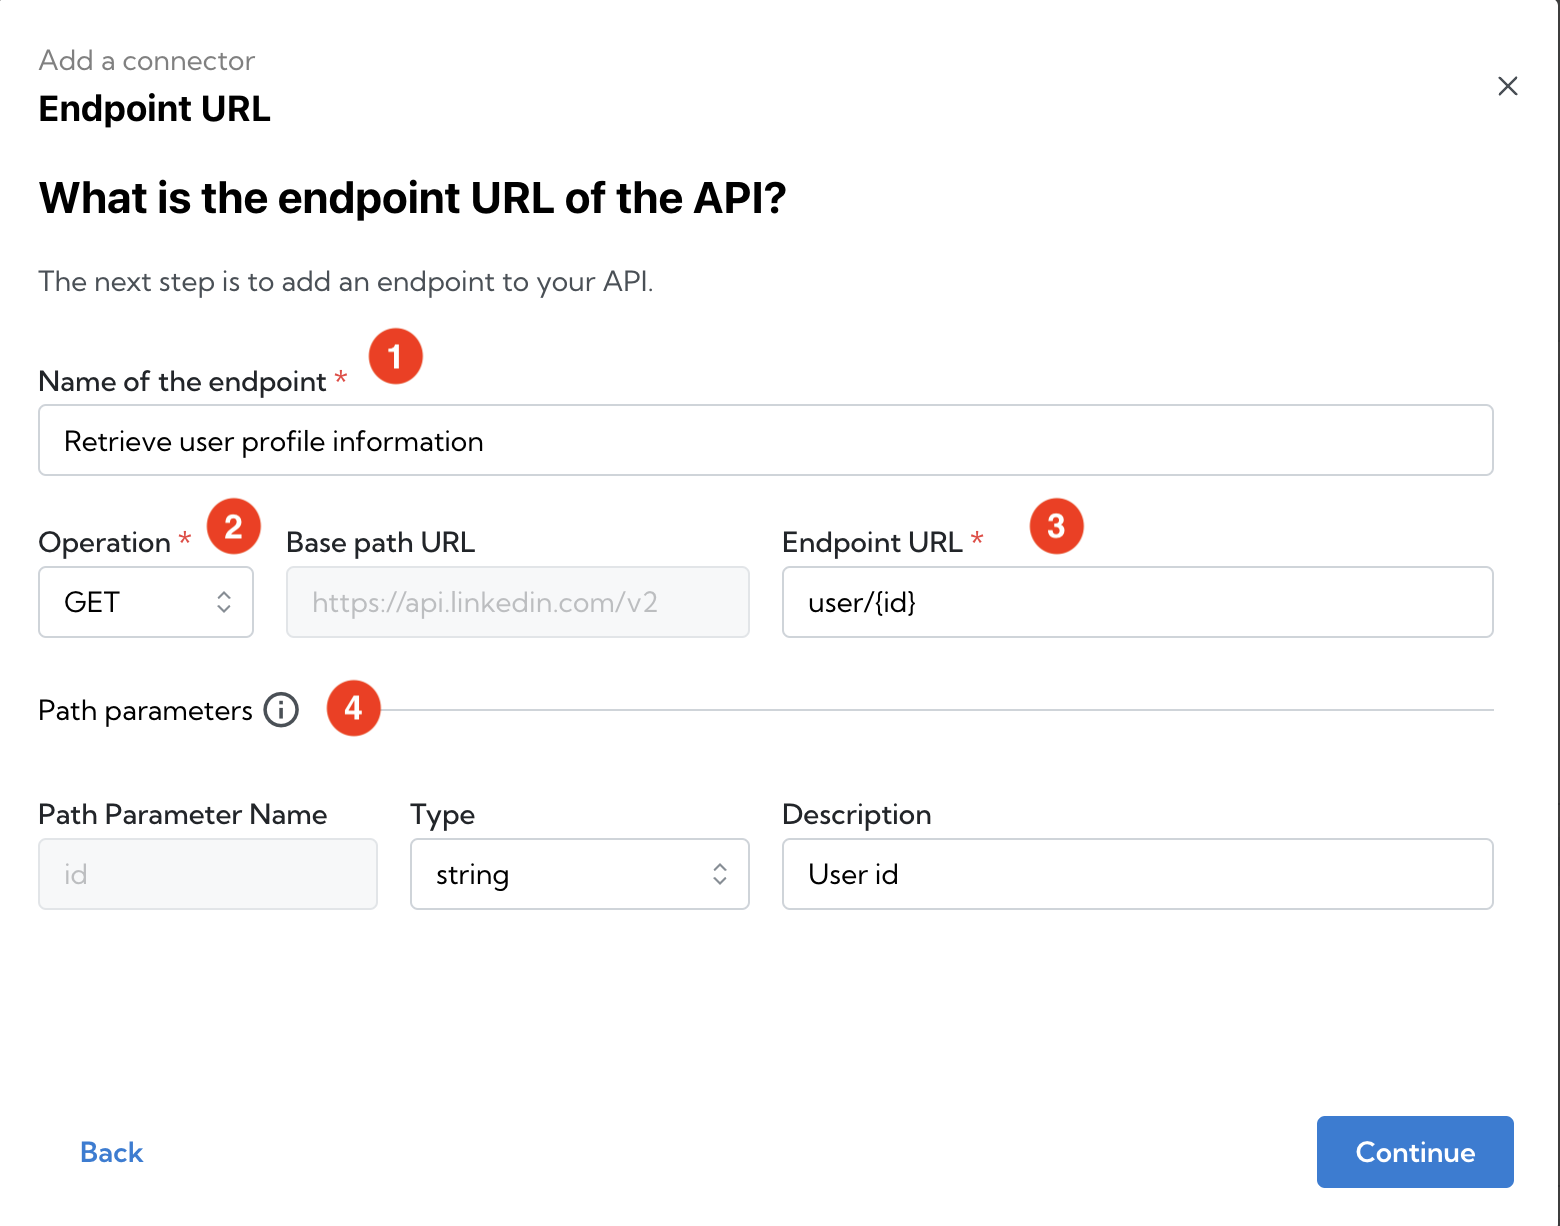 Add a connector
Endpoint URL
What is the endpoint URL of the API?
The next step is to add an endpoint to your API.
1
Name of the endpoint *
Retrieve user profile information
Operation * 2 Base path URL Endpoint URL * 3
GET https://api.linkedin.com/v2 user/{id}
Path parameters 4
Path Parameter Name Type Description
id string User id
Back Continue